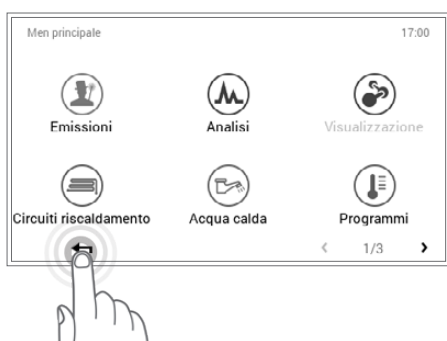 Men principale 17:00
Emissioni Analisi Visualizzazione
Circuiti riscaldamento Acqua calda Programmi
1/3